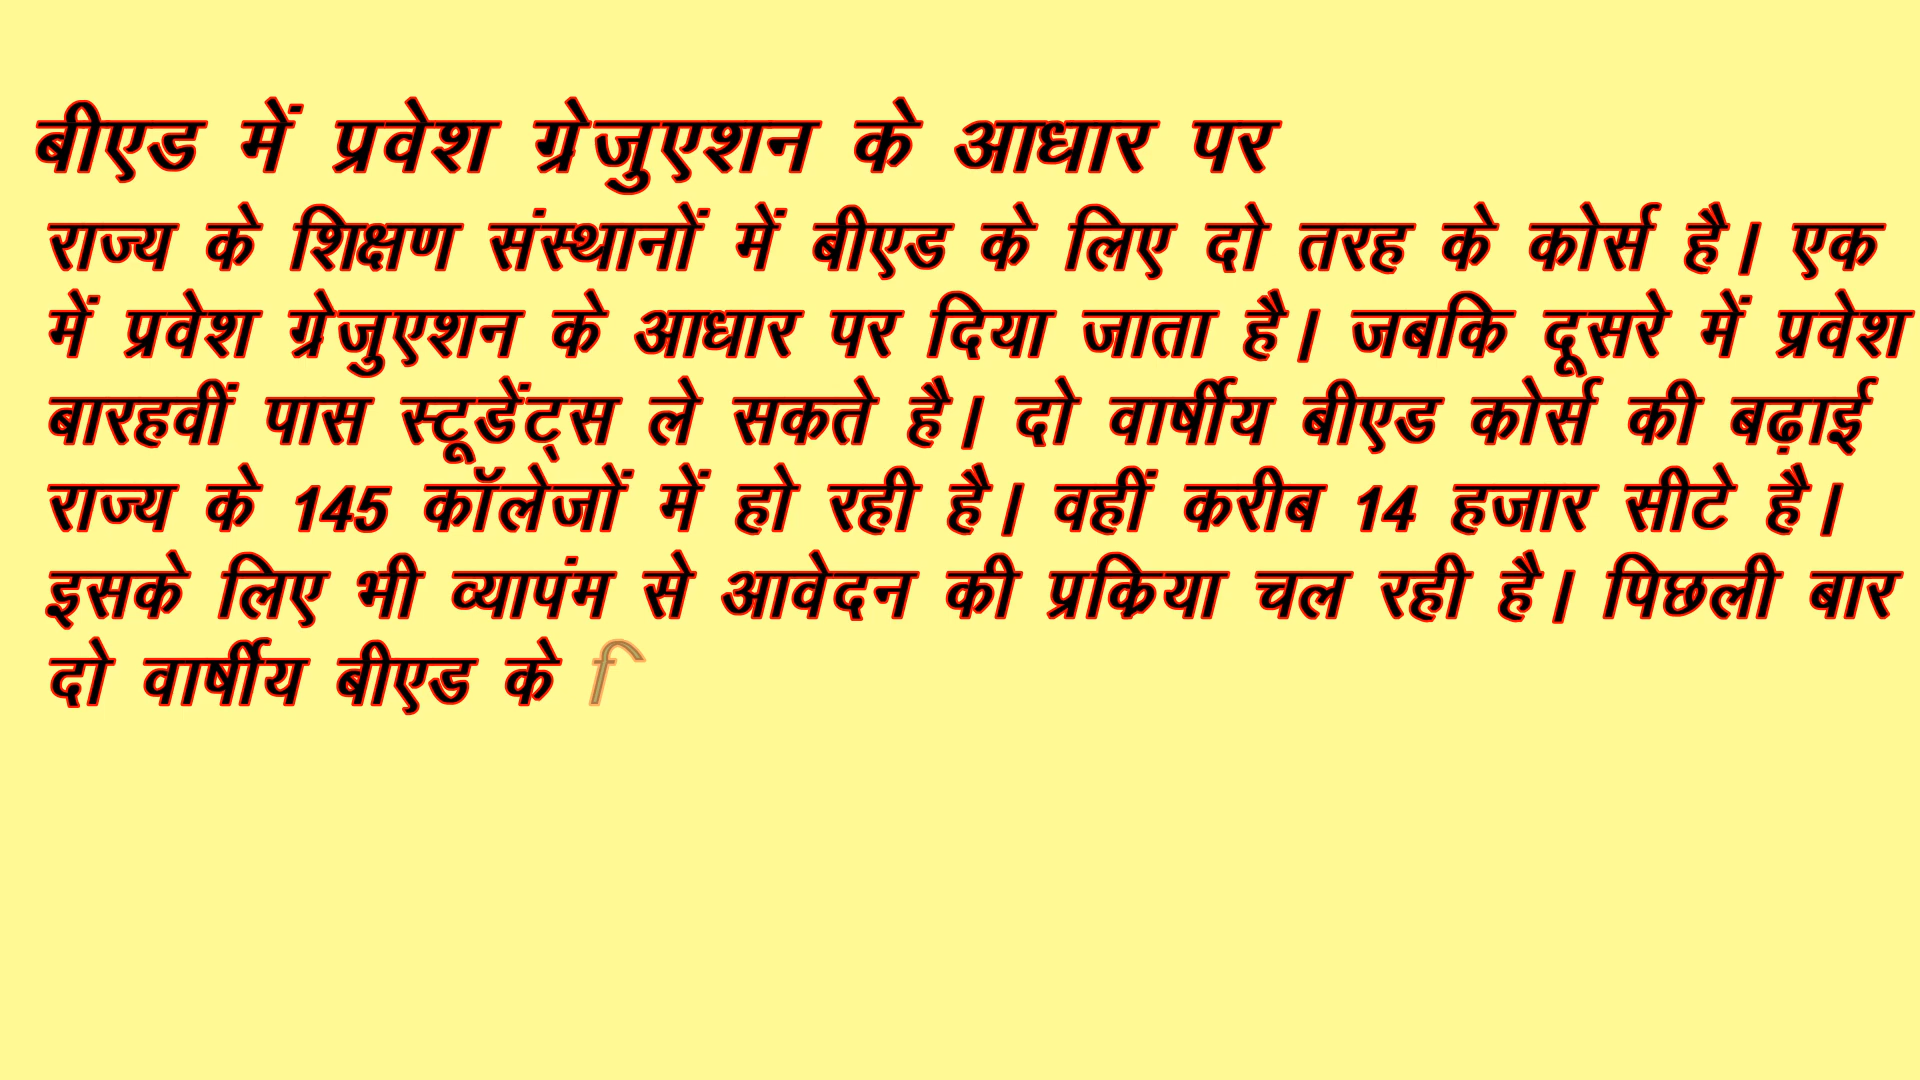 बीएड में प्रवेश ग्रेजुएशन के आधार पर
राज्य के शिक्षण संस्थानों में बीएड के लिए दो तरह के कोर्स है। एक
में प्रवेश ग्रेजुएशन के आधार पर दिया जाता है। जबकि दूसरे में प्रवेश
बारहवीं पास स्टूडेंट्स ले सकते है। दो वार्षीय बीएड कोर्स की बढ़ाई
राज्य के 145 कॉलेजों में हो रही है। वहीं करीब 14 हजार सीटे है।
इसके लिए भी व्यापंम से आवेदन की प्रक्रिया चल रही है। पिछली बार
दो वार्षीय बीएड के